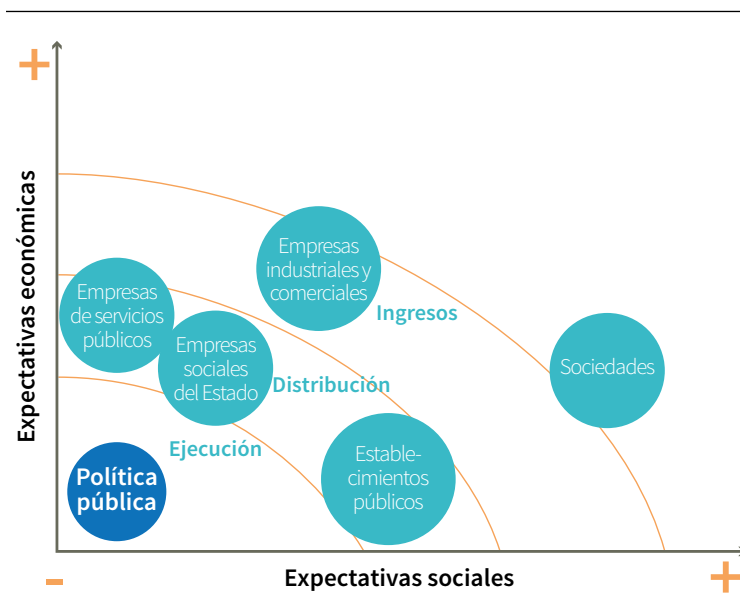 +
Expectativas económicas
Empresas
industriales y
comerciales
Ingresos
Empresas
de servicios
públicos
Empresas
sociales
del Estado
Distribución
Sociedades
Ejecución
Política
pública
Estable-
cimientos
públicos
-
Expectativas sociales
+